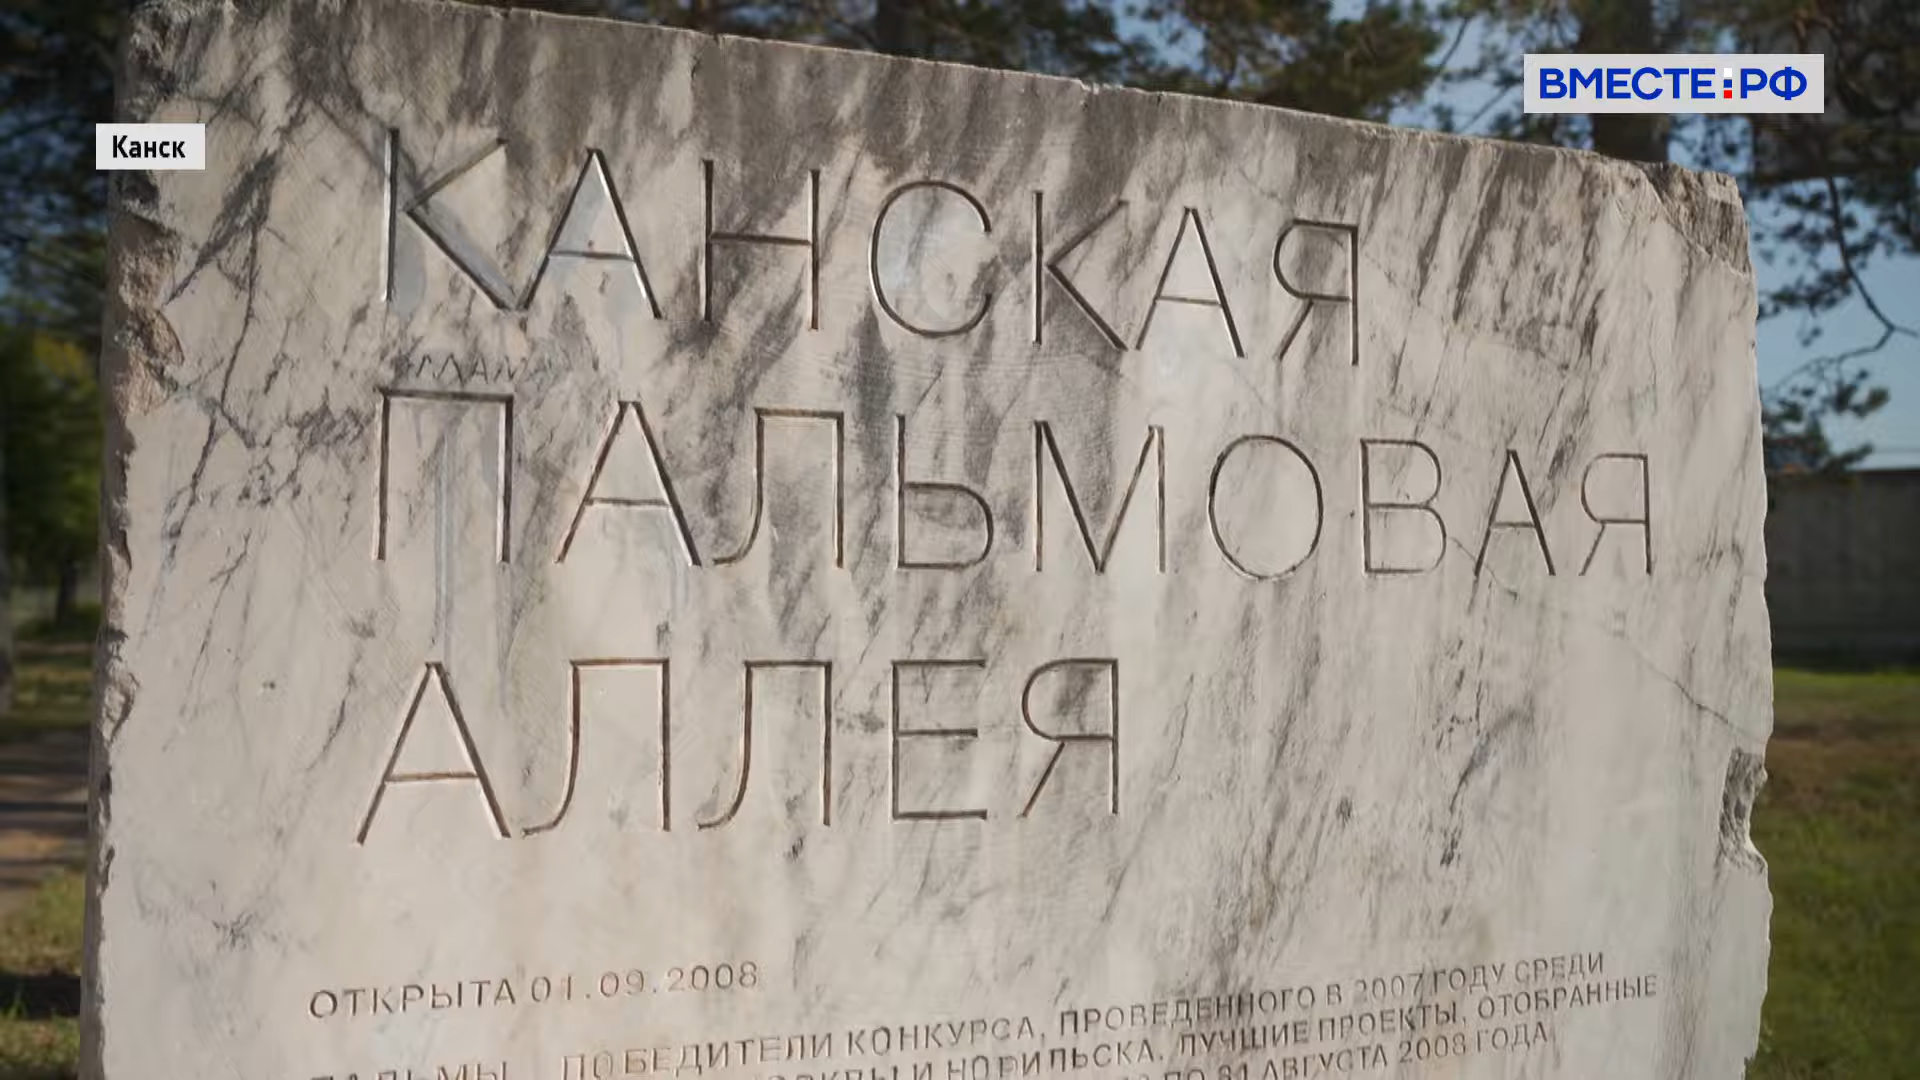 ВМЕСТЕ:РФ
Канск
КАНСКАЯ
ПАЛЬМОВАЯ
АЛЛЕЯ
ОТКРЫТА 01.09.2008
ПАЛЬМЫ ПОБЕДИТЕЛИ КОНКУРСА, ПРОВЕДЕННОГО В 2007 ГОДУ СРЕДИ
И НОРИЛЬСКА. ЛУЧШИЕ ПРОЕКТЫ, ОТОБРАННЫЕ
ПО 31 АВГУСТА 2008 ГОДА,